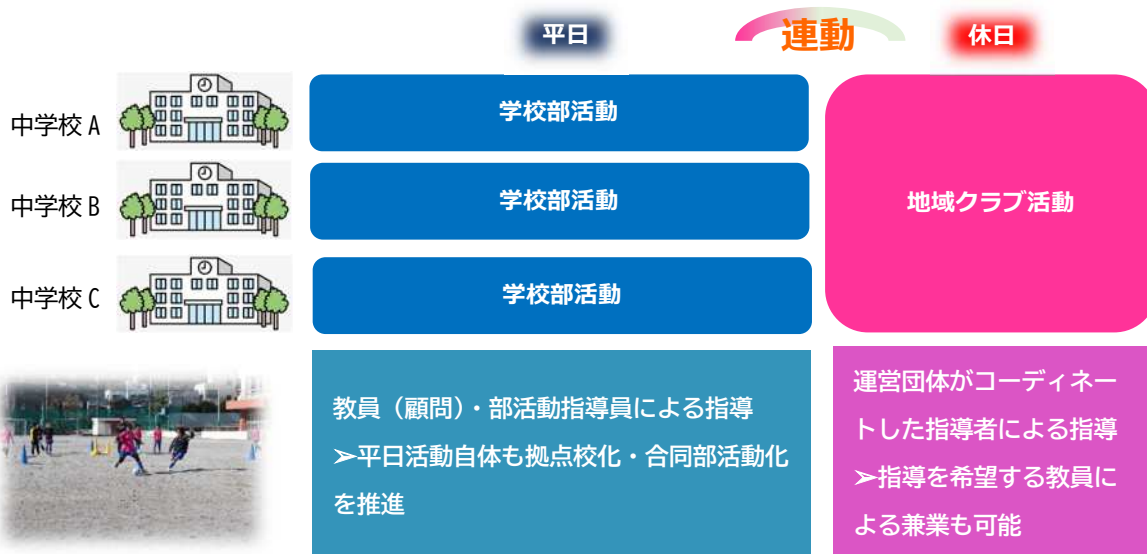 平日
連動
休日
中学校 A
学校部活動
中学校 B
学校部活動
地域クラブ活動
中学校 C
学校部活動
教員（顧問）・部活動指導員による指導
➢平日活動自体も拠点校化・合同部活動化
を推進
運営団体がコーディネー
トした指導者による指導
➢指導を希望する教員に
よる兼業も可能